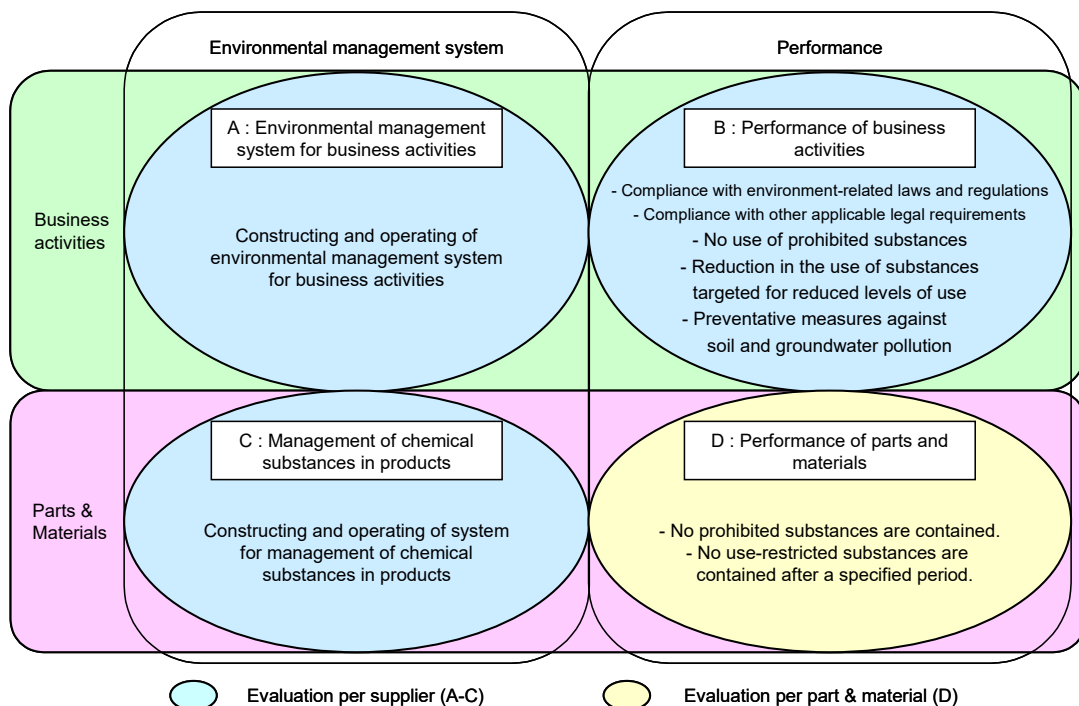 Environmental management system
Performance
Business
activities
A : Environmental management
system for business activities
Constructing and operating of
environmental management system
for business activities
B : Performance of business
activities
- Compliance with environment-related laws and regulations
- Compliance with other applicable legal requirements
- No use of prohibited substances
- Reduction in the use of substances
targeted for reduced levels of use
- Preventative measures against
soil and groundwater pollution
Parts &
Materials
C : Management of chemical
substances in products
Constructing and operating of system
for management of chemical
substances in products
D : Performance of parts and
materials
- No prohibited substances are contained.
- No use-restricted substances are
contained after a specified period.
Evaluation per supplier (A-C)
Evaluation per part & material (D)